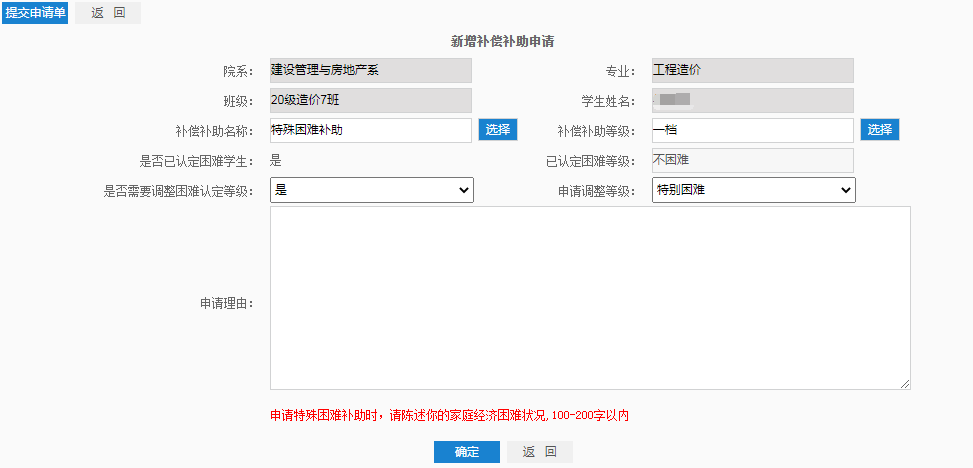 提交申请单 返 回
新增补偿补助申请
院系： 建设管理与房地产系 专业： 工程造价
班级： 20级造价7班 学生姓名：
补偿补助名称： 特殊困难补助 选择 补偿补助等级： 一档 选择
是否已认定困难学生： 是 已认定困难等级： 不困难
是否需要调整困难认定等级： 是 申请调整等级： 特别困难
申请理由：
申请特殊困难补助时，请陈述你的家庭经济困难状况,100-200字以内
确定 返 回